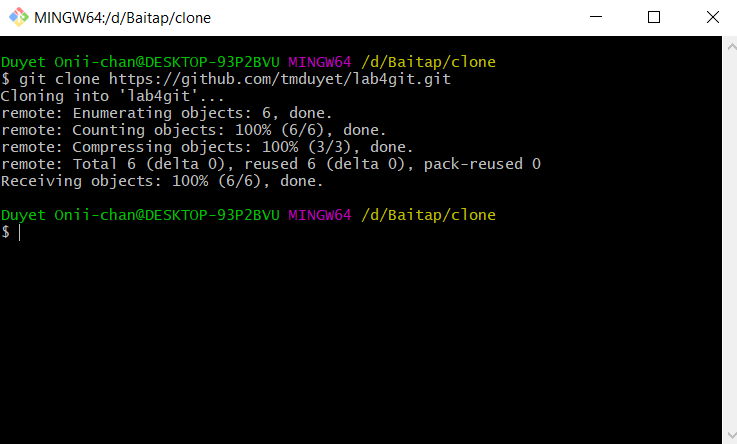 MINGW64:/d/Baitap/clone
Duyet Onii-chan@DESKTOP-93P2BVU MINGW64 /d/Baitap/clone
$ git clone https://github.com/tmduyet/lab4git.git
Cloning into 'lab4git'...
remote: Enumerating objects: 6, done.
remote: Counting objects: 100% (6/6), done.
remote: Compressing objects: 100% (3/3), done.
remote: Total 6 (delta 0), reused 6 (delta 0), pack-reused 0
Receiving objects: 100% (6/6), done.
Duyet Onii-chan@DESKTOP-93P2BVU MINGW64 /d/Baitap/clone
$